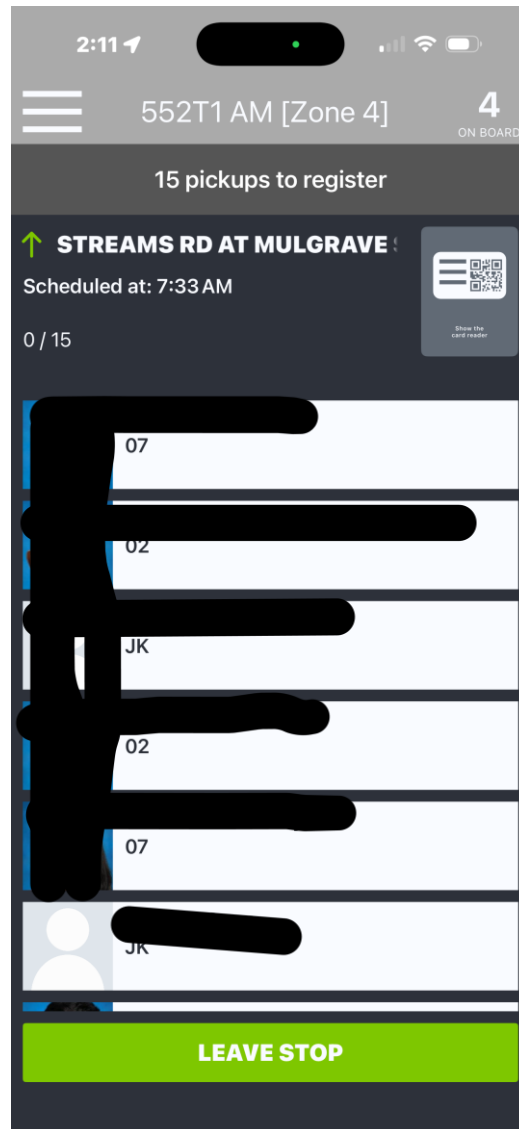 2:11
552T1 AM [Zone 4]
4
ON BOARD
15 pickups to register
STREAMS RD AT MULGRAVE
Scheduled at: 7:33 AM
0 / 15
Show the
card reader
07
02
JK
02
07
JK
LEAVE STOP